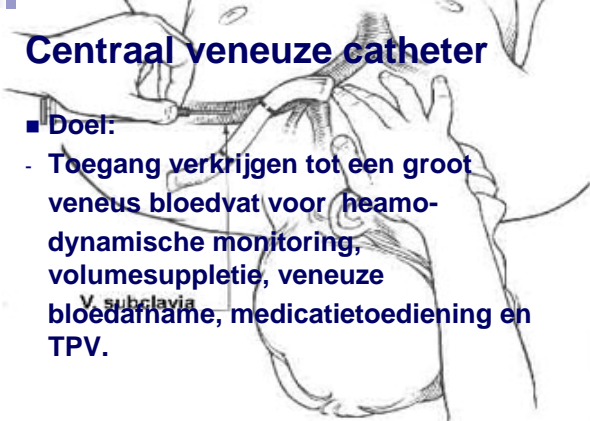 Centraal veneuze catheter
■ Doel:
- Toegang verkrijgen tot een groot
veneus bloedvat voor heamo-
dynamische monitoring,
volumesuppletie, veneuze
V. subclavia
bloedafname, medicatietoediening en
TPV.